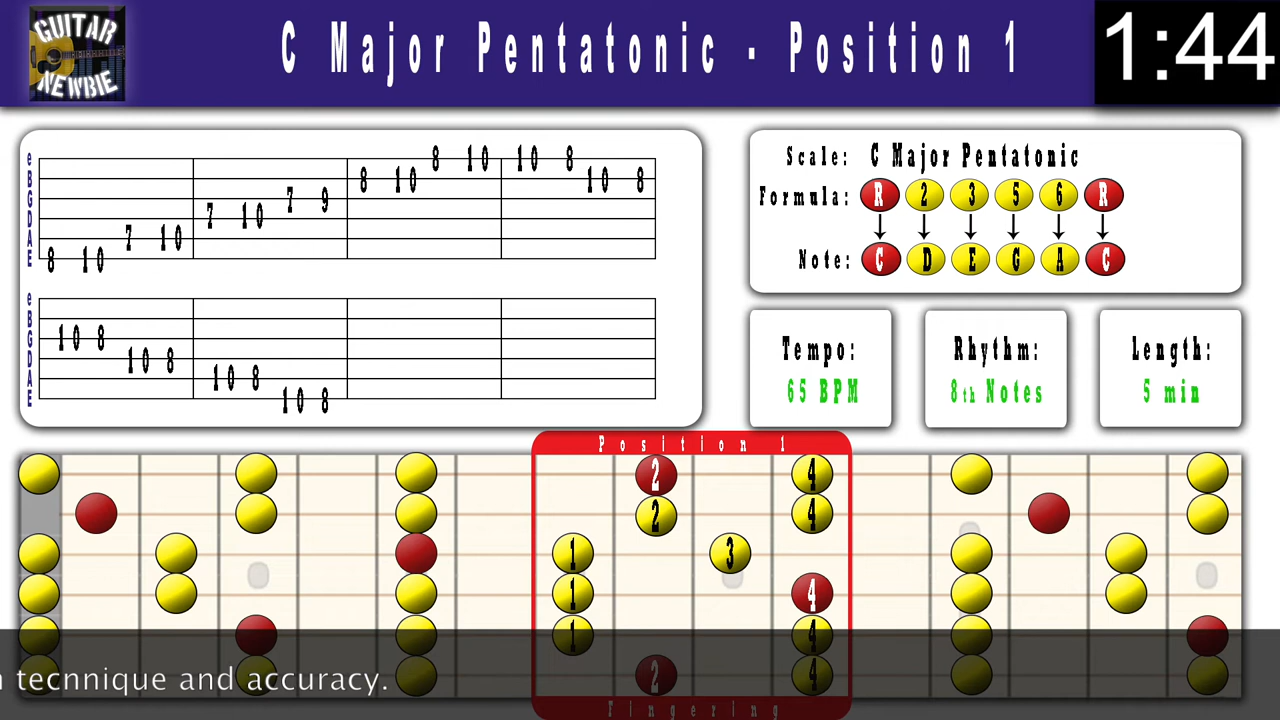 GUITAR
NEWBIE
C Major Pentatonic - Position 1
1:44
e
B
G
D
A
E
8 10 7 10 7 10 7 9 8 10 8 10 10 8 10 8
e
B
G
D
A
E
10 8 10 8 10 8 10 8
Scale: C Major Pentatonic
Formula: R 2 3 5 6 R
Note: C D E G A C
Tempo:
65 BPM
Rhythm:
8th Notes
Length:
5 min
Position 1
2 4
2 4
1 3
1 4
1 4
2 4
tecnnique and accuracy.
Fingering